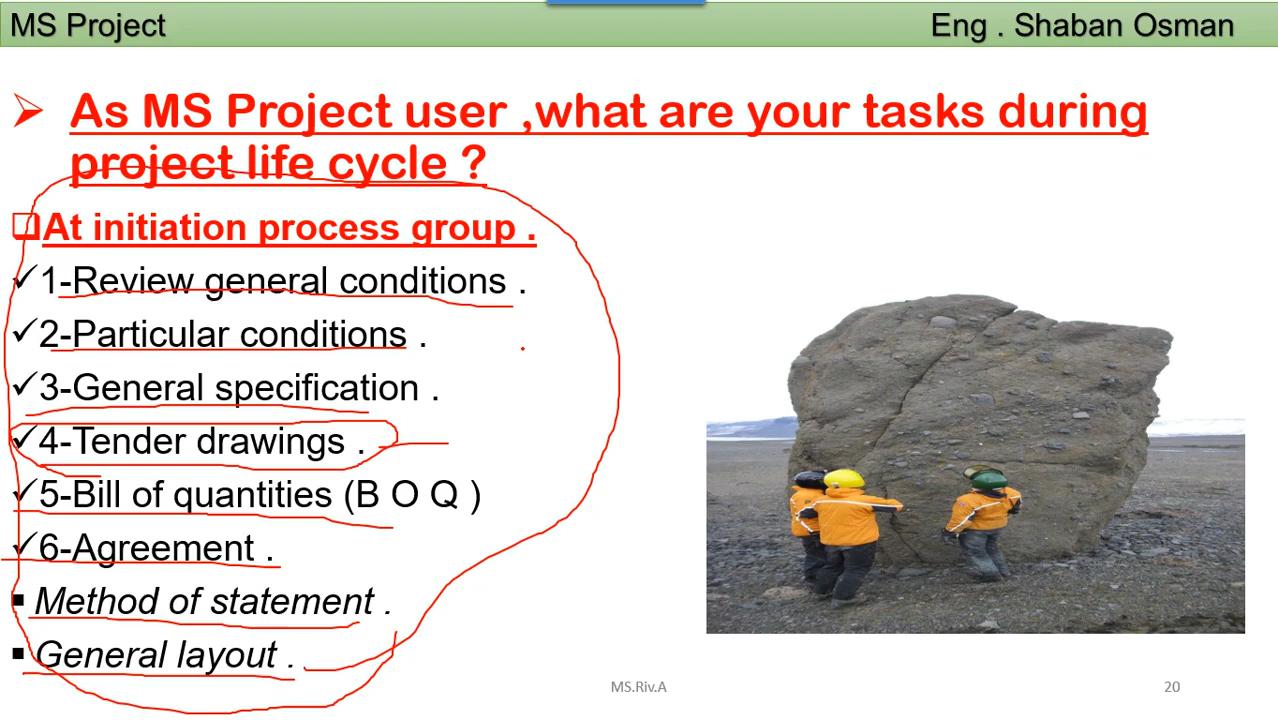 MS Project
Eng . Shaban Osman
As MS Project user ,what are your tasks during
project life cycle ?
At initiation process group .
1-Review general conditions .
2-Particular conditions .
3-General specification .
4-Tender drawings .
5-Bill of quantities (B O Q )
6-Agreement .
Method of statement .
General layout .
MS.Riv.A
20